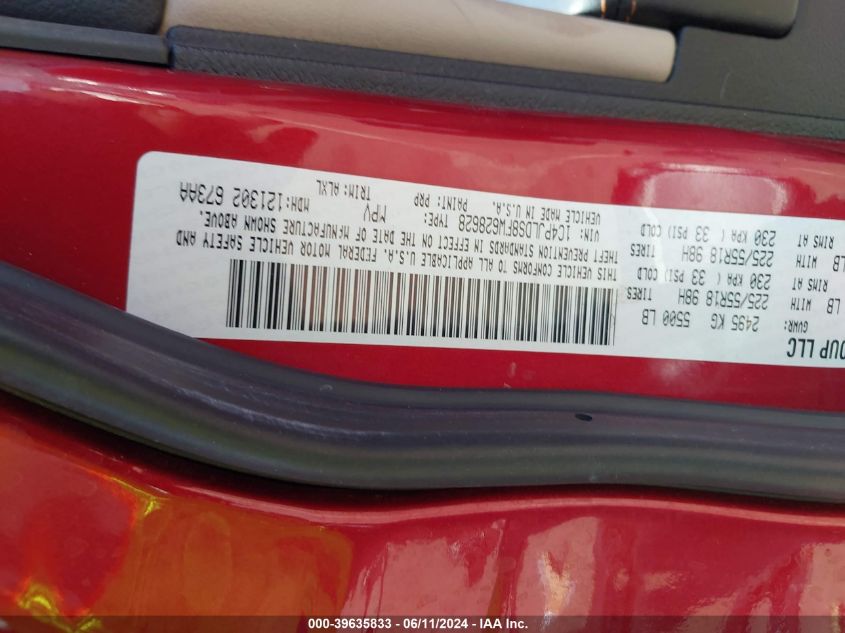 OUP LLC
GVWR: 2495 KG 5500 LB
LB WITH 225/55R18 98H TIRES
RIMS AT 230 KPA ( 33 PSI) COLD
LB WITH 225/55R18 98H TIRES
RIMS AT 230 KPA ( 33 PSI) COLD
THIS VEHICLE CONFORMS TO ALL APPLICABLE U.S.A. FEDERAL MOTOR VEHICLE SAFETY AND
THEFT PREVENTION STANDARDS IN EFFECT ON THE DATE OF MANUFACTURE SHOWN ABOVE.
VIN: 1C4PJLDS8FW628628 TYPE: MPV MDH: 121302 673AA
VEHICLE MADE IN U.S.A. PAINT: PRP TRIM: ALXL
000-39635833 - 06/11/2024 - IAA Inc.